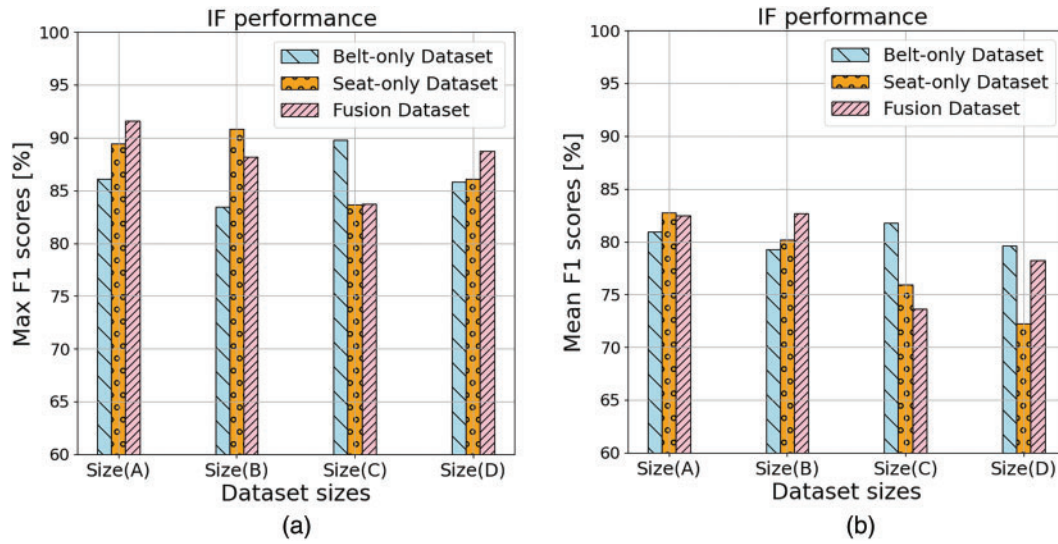 IF performance
Max F1 scores [%]
100
95
90
85
80
75
70
65
60
Belt-only Dataset
Seat-only Dataset
Fusion Dataset
Size(A) Size(B) Size(C) Size(D)
Dataset sizes
(a)
IF performance
Mean F1 scores [%]
100
95
90
85
80
75
70
65
60
Belt-only Dataset
Seat-only Dataset
Fusion Dataset
Size(A) Size(B) Size(C) Size(D)
Dataset sizes
(b)